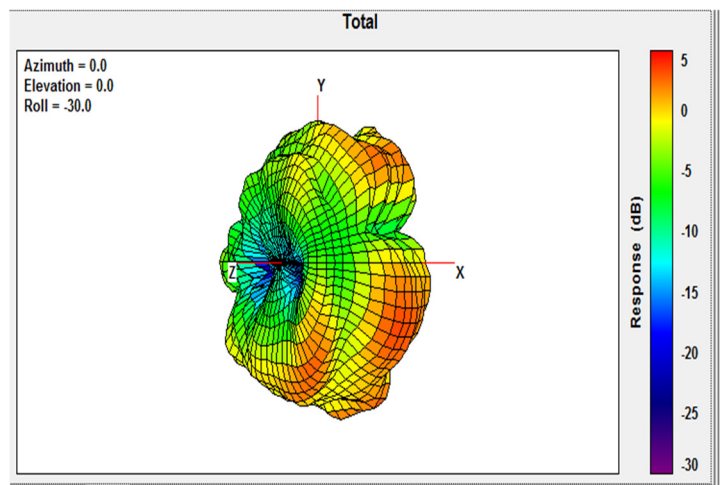 Total
Azimuth = 0.0
Elevation = 0.0
Roll = -30.0
Y
Z
X
5
0
-5
-10
-15
-20
-25
-30
Response (dB)